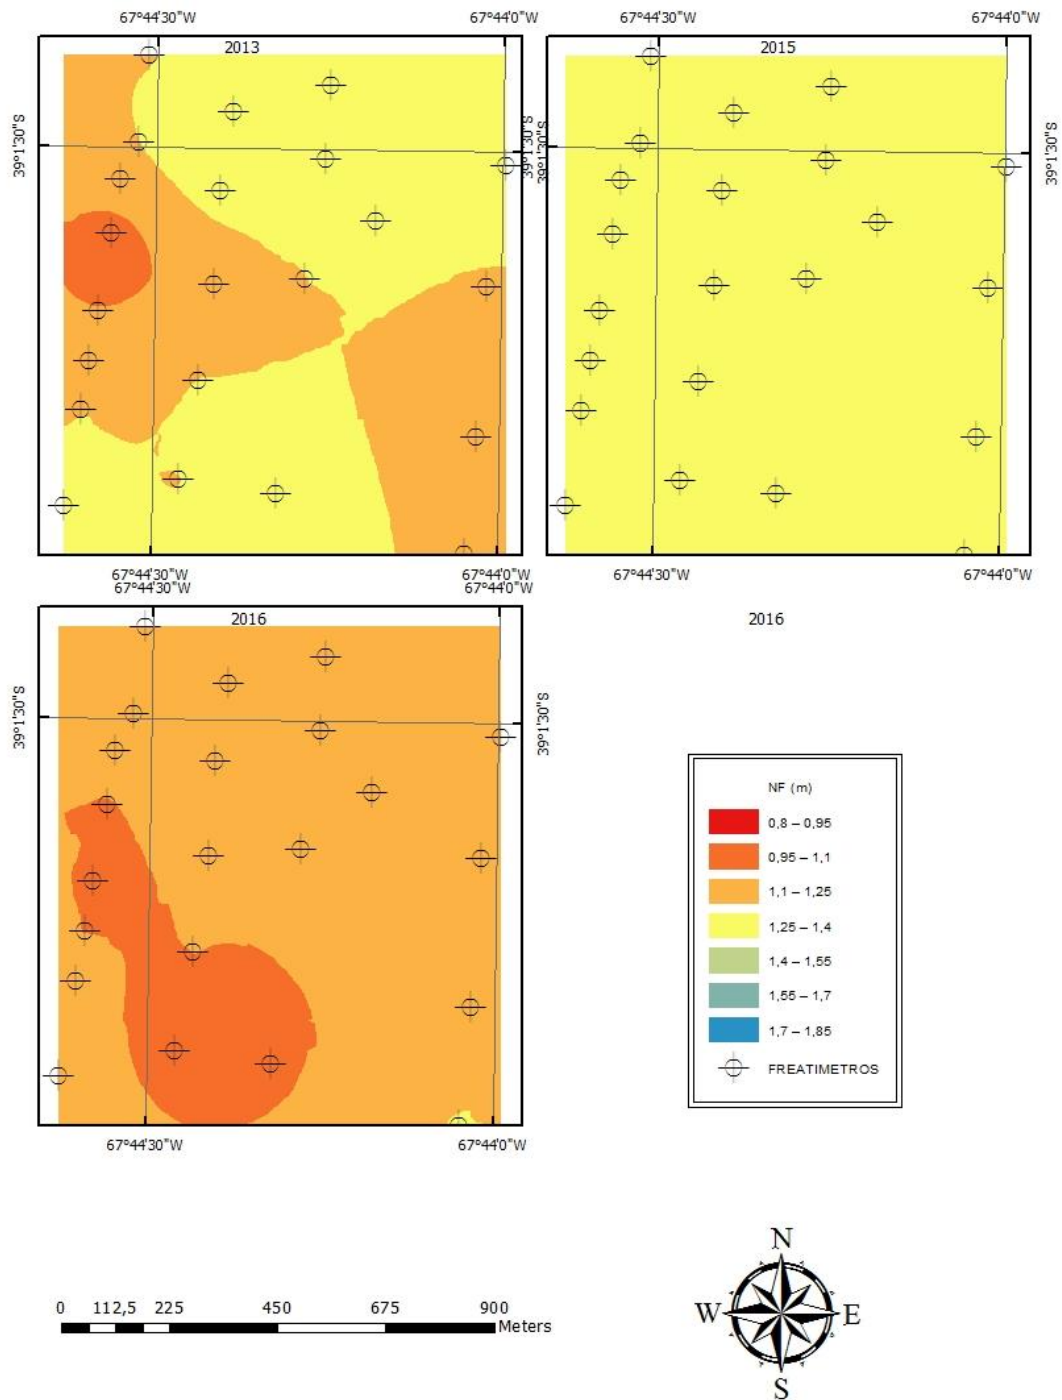 67°44'30"W 67°44'0"W 67°44'30"W 67°44'0"W
2013 2015
39°1'30"S 39°1'30"S 39°1'30"S 39°1'30"S
67°44'30"W 67°44'0"W 67°44'30"W 67°44'0"W
67°44'30"W 67°44'0"W
2016 2016
39°1'30"S 39°1'30"S
67°44'30"W 67°44'0"W
NF (m)
0,8 – 0,95
0,95 – 1,1
1,1 – 1,25
1,25 – 1,4
1,4 – 1,55
1,55 – 1,7
1,7 – 1,85
FREATIMETROS
0 112,5 225 450 675 900
Meters
N
W E
S